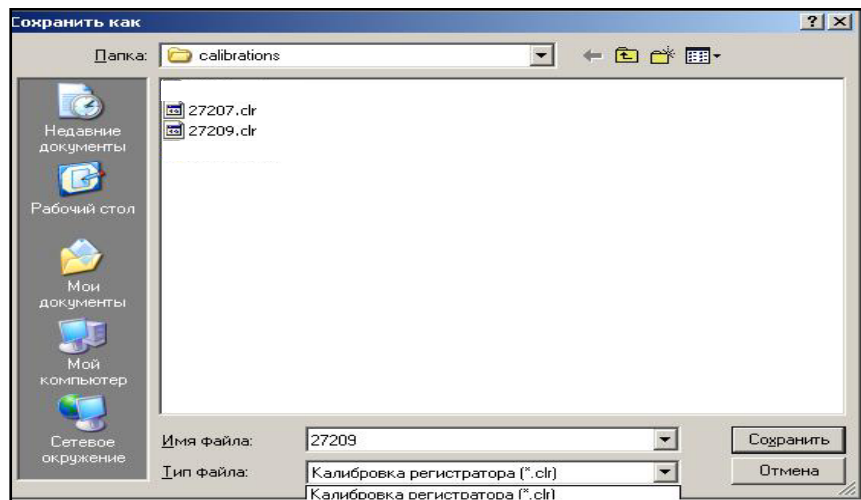 Сохранить как
Папка: calibrations
27207.clr
27209.clr
Недавние
документы
Рабочий стол
Мои
документы
Мой
компьютер
Сетевое
окружение
Имя файла: 27209 Сохранить
Тип файла: Калибровка регистратора (*.clr) Отмена
Калибровка регистратора (*.clr)